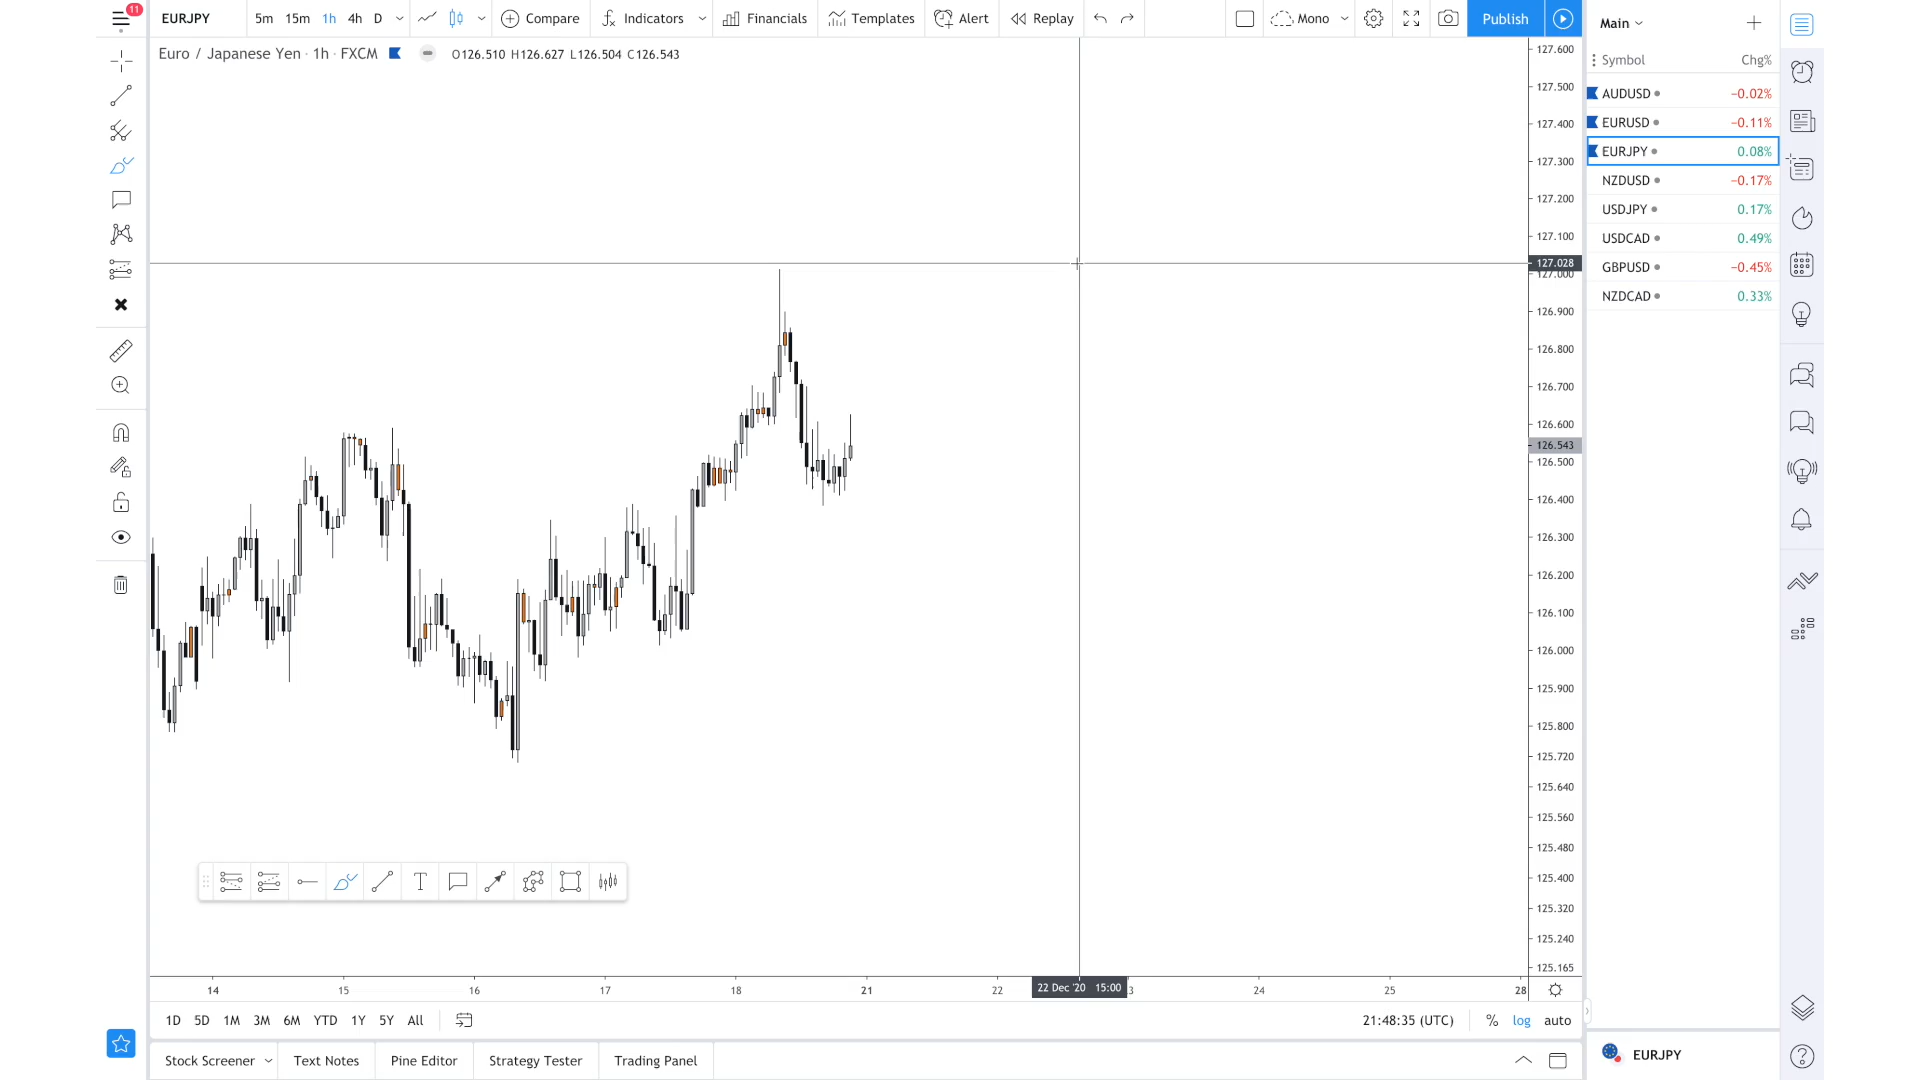 11
EURJPY 5m 15m 1h 4h D Compare Indicators Financials Templates Alert Replay Mono Publish
Euro / Japanese Yen · 1h · FXCM O126.510 H126.627 L126.504 C126.543
127.600
127.500
127.400
127.300
127.200
127.100
127.028
127.000
126.900
126.800
126.700
126.600
126.543
126.500
126.400
126.300
126.200
126.100
126.000
125.900
125.800
125.720
125.640
125.560
125.480
125.400
125.320
125.240
125.165
Main
Symbol Chg%
AUDUSD −0.02%
EURUSD −0.11%
EURJPY 0.08%
NZDUSD −0.17%
USDJPY 0.17%
USDCAD 0.49%
GBPUSD −0.45%
NZDCAD 0.33%
T
14 15 16 17 18 21 22 22 Dec '20 15:00 3 24 25 28
1D 5D 1M 3M 6M YTD 1Y 5Y All 21:48:35 (UTC) % log auto
Stock Screener Text Notes Pine Editor Strategy Tester Trading Panel
EURJPY